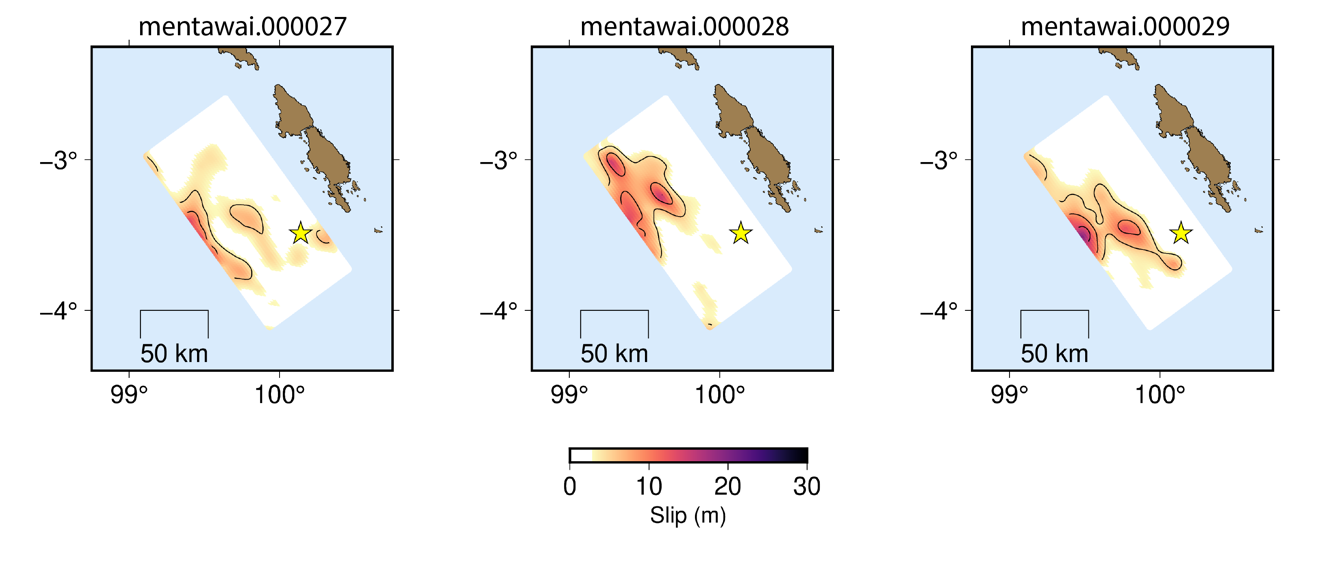 mentawai.000027 mentawai.000028 mentawai.000029
−3° −3° −3°
−4° −4° −4°
50 km 50 km 50 km
99° 100° 99° 100° 99° 100°
0 10 20 30
Slip (m)